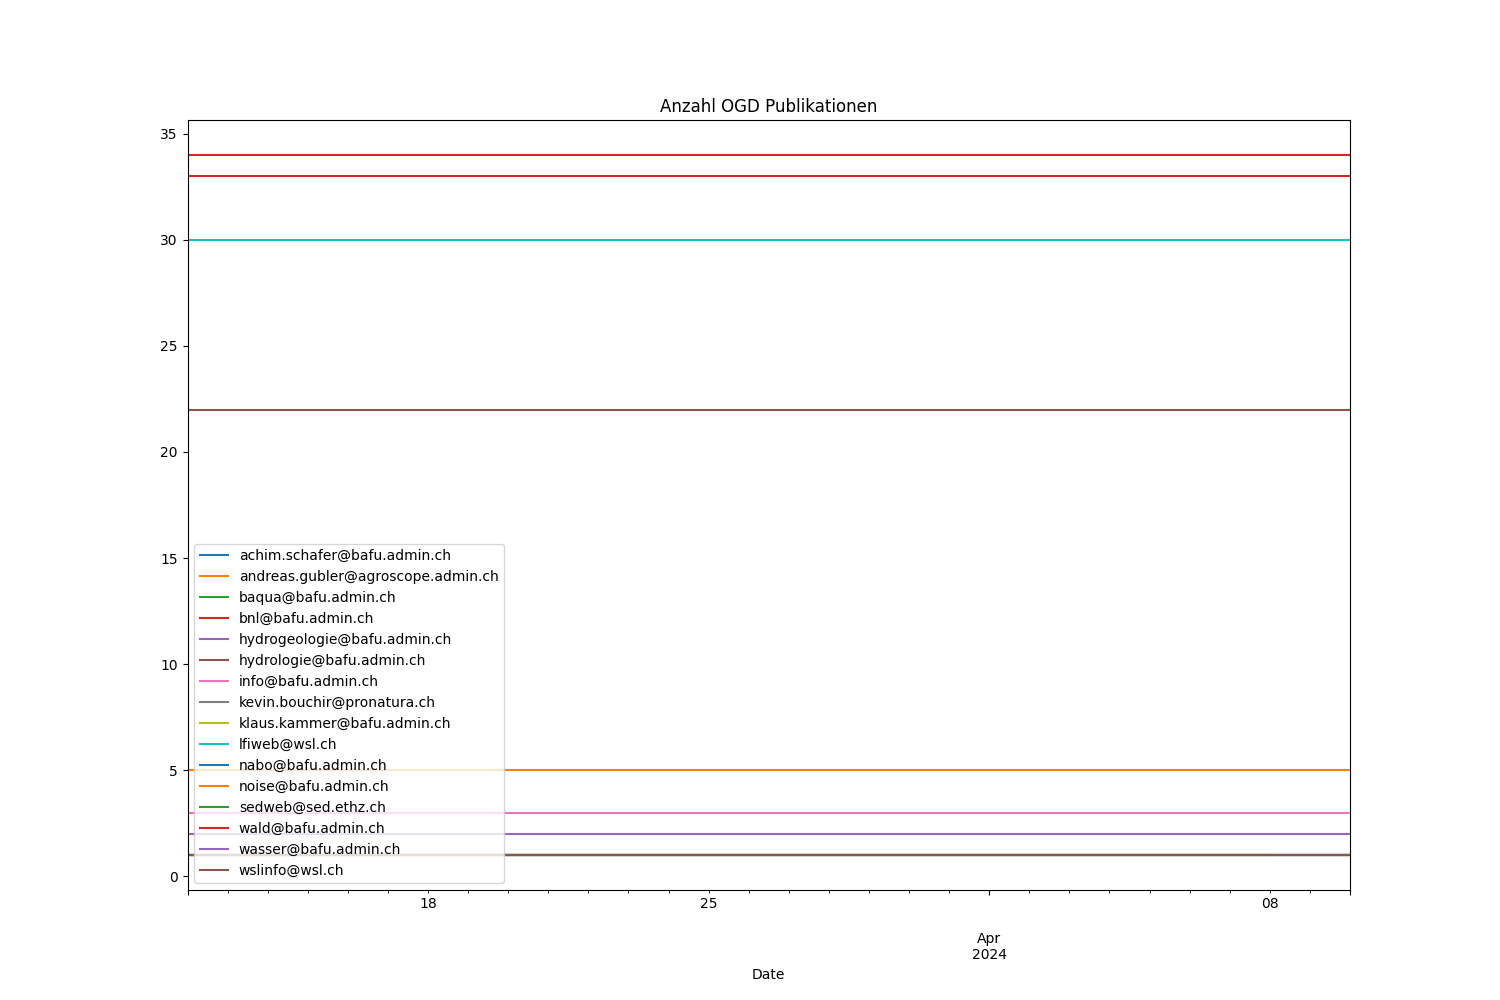 Anzahl OGD Publikationen
35
30
25
20
15
10
5
0
achim.schafer@bafu.admin.ch
andreas.gubler@agroscope.admin.ch
baqua@bafu.admin.ch
bnl@bafu.admin.ch
hydrogeologie@bafu.admin.ch
hydrologie@bafu.admin.ch
info@bafu.admin.ch
kevin.bouchir@pronatura.ch
klaus.kammer@bafu.admin.ch
lfiweb@wsl.ch
nabo@bafu.admin.ch
noise@bafu.admin.ch
sedweb@sed.ethz.ch
wald@bafu.admin.ch
wasser@bafu.admin.ch
wslinfo@wsl.ch
18 25 08
Apr
2024
Date